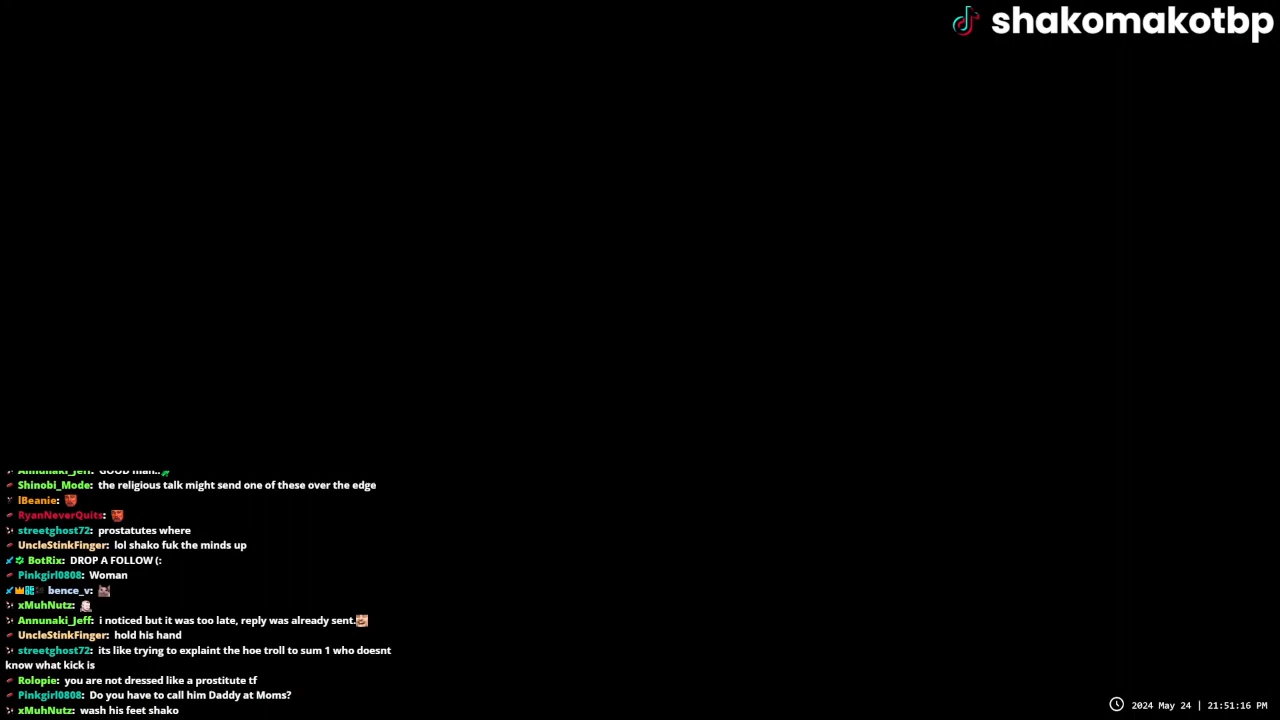 shakomakotbp
Annunaki_Jeff: GOOD man..
Shinobi_Mode: the religious talk might send one of these over the edge
lBeanie:
RyanNeverQuits:
streetghost72: prostatutes where
UncleStinkFinger: lol shako fuk the minds up
BotRix: DROP A FOLLOW (:
Pinkgirl0808: Woman
bence_v:
xMuhNutz:
Annunaki_Jeff: i noticed but it was too late, reply was already sent.
UncleStinkFinger: hold his hand
streetghost72: its like trying to explaint the hoe troll to sum 1 who doesnt
know what kick is
Rolopie: you are not dressed like a prostitute tf
Pinkgirl0808: Do you have to call him Daddy at Moms?
xMuhNutz: wash his feet shako
2024 May 24 | 21:51:16 PM